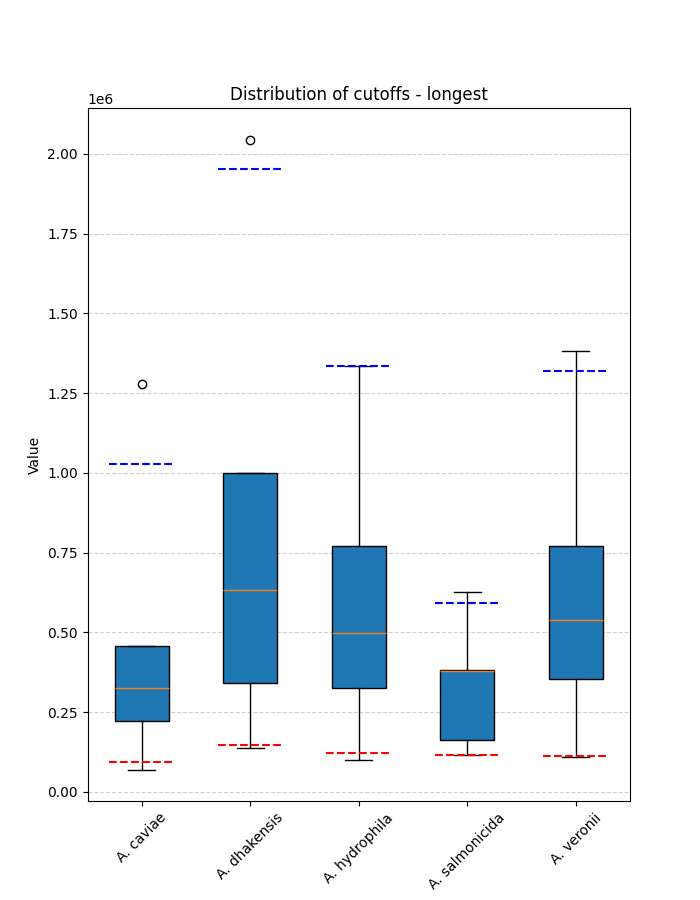 Distribution of cutoffs - longest
1e6
2.00
1.75
1.50
1.25
1.00
0.75
0.50
0.25
0.00
Value
A. caviae
A. dhakensis
A. hydrophila
A. salmonicida
A. veronii